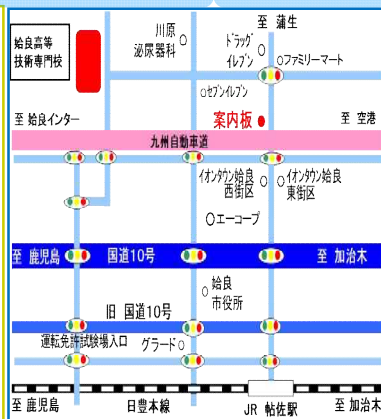 至 蒲生
川原
泌尿器科
ドラッグ
イレブン
ファミリーマート
姶良高等
技術専門校
セブンイレブン
案内板
至 姶良インター
至 空港
九州自動車道
イオンタウン姶良
西街区
イオンタウン姶良
東街区
エーコープ
至 鹿児島
国道10号
至 加治木
姶良
市役所
旧 国道10号
運転免許試験場入口
グラード
至 鹿児島
日豊本線
JR 帖佐駅
至 加治木